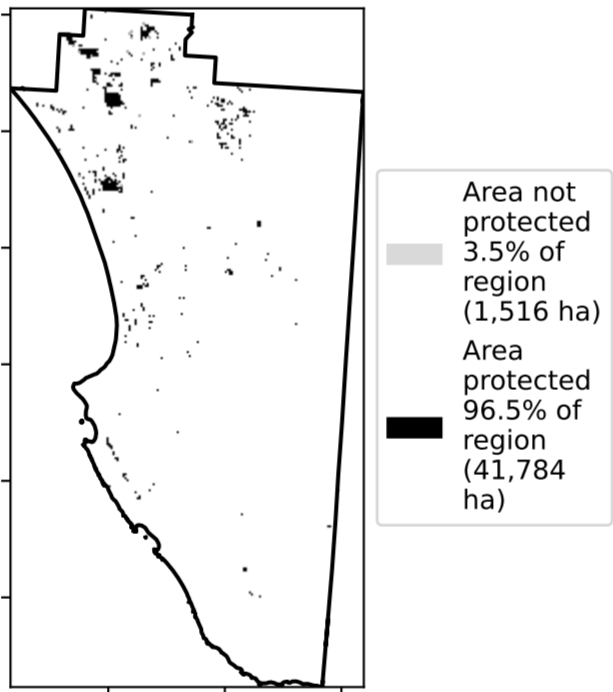 Area not
protected
3.5% of
region
(1,516 ha)
Area
protected
96.5% of
region
(41,784
ha)